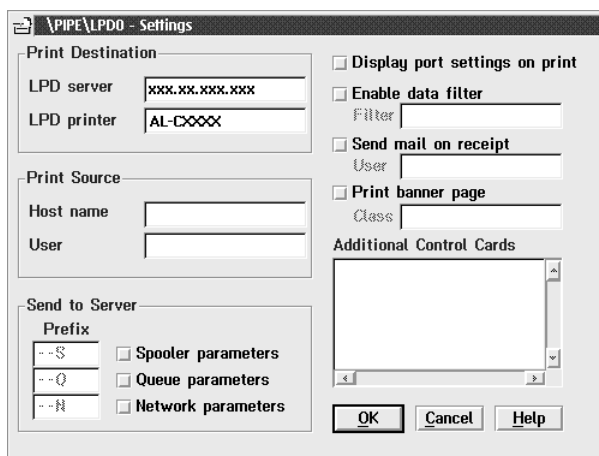 \PIPE\LPD0 - Settings
Print Destination
LPD server
xxx.xx.xxx.xxx
LPD printer
AL-CXXXX
Print Source
Host name
User
Send to Server
Prefix
--S
Spooler parameters
--Q
Queue parameters
--N
Network parameters
Display port settings on print
Enable data filter
Filter
Send mail on receipt
User
Print banner page
Class
Additional Control Cards
OK
Cancel
Help